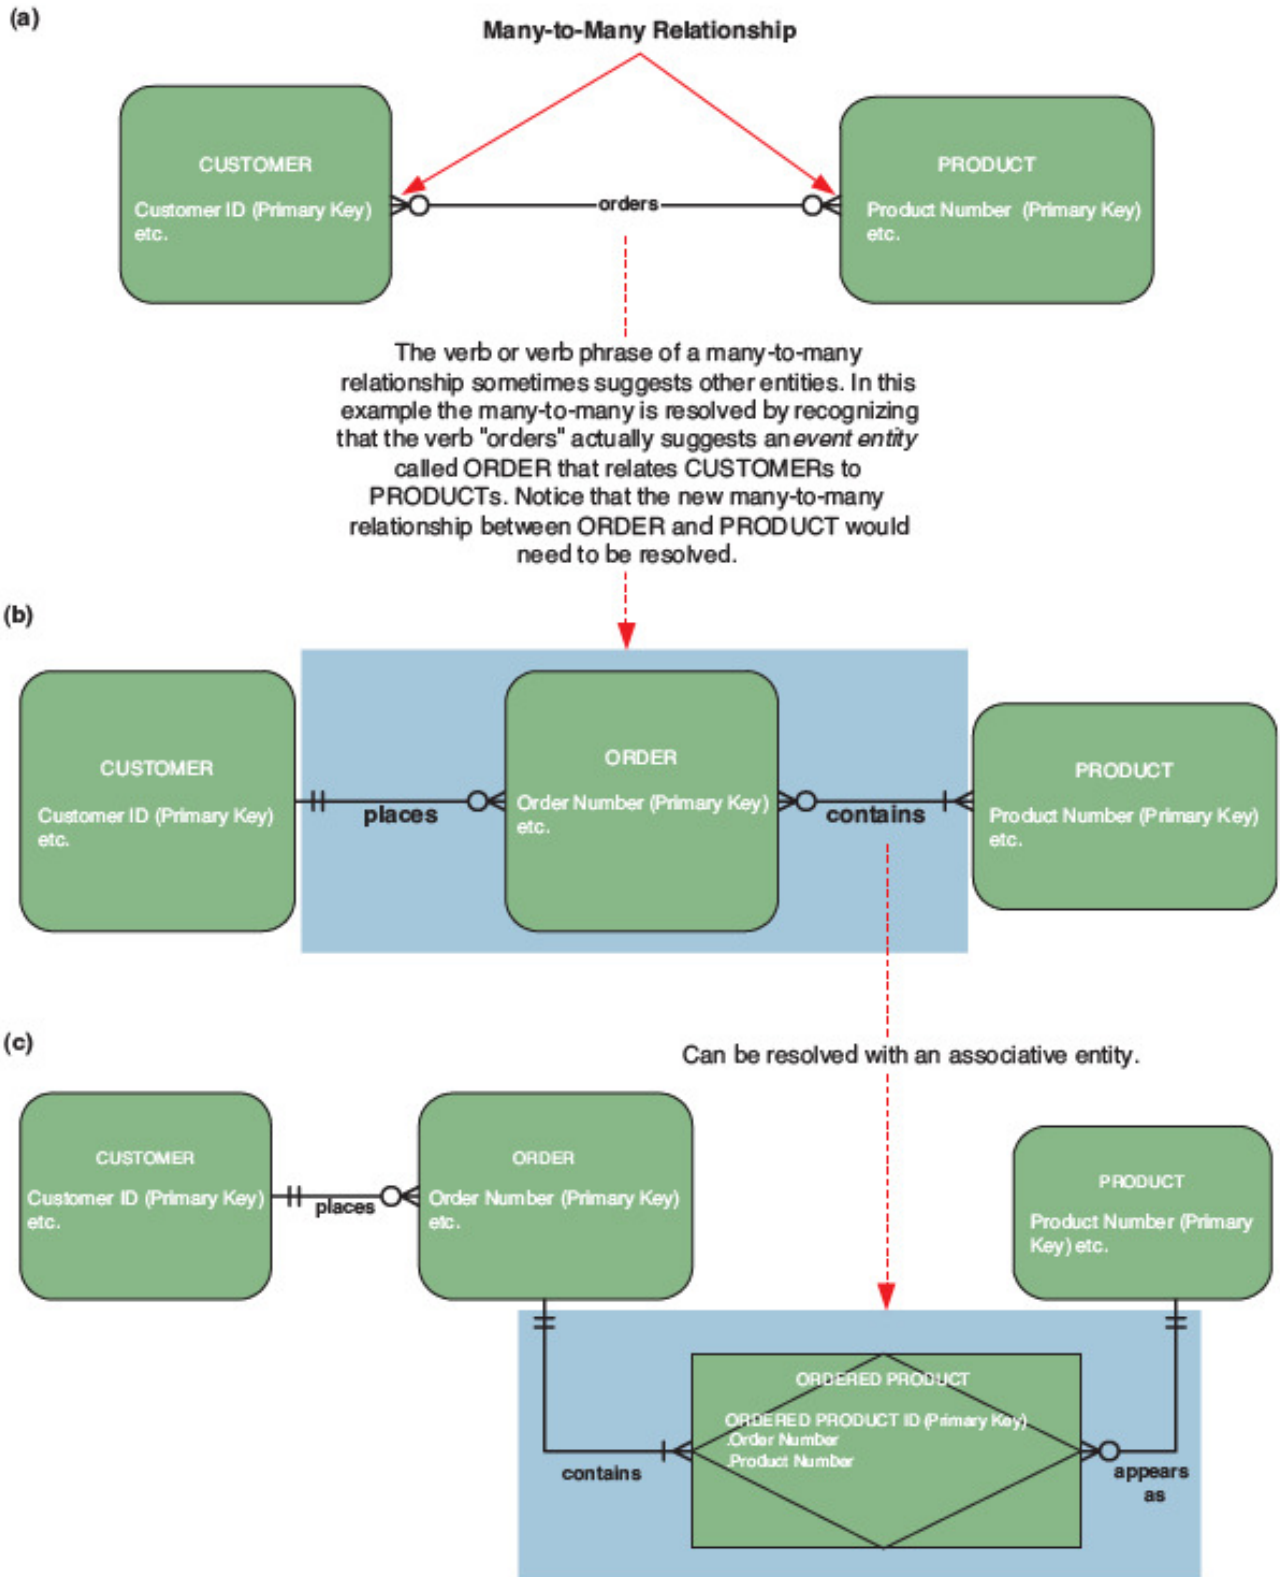 (a)
Many-to-Many Relationship
CUSTOMER
Customer ID (Primary Key)
etc.
orders
PRODUCT
Product Number (Primary Key)
etc.
The verb or verb phrase of a many-to-many
relationship sometimes suggests other entities. In this
example the many-to-many is resolved by recognizing
that the verb "orders" actually suggests an event entity
called ORDER that relates CUSTOMERs to
PRODUCTs. Notice that the new many-to-many
relationship between ORDER and PRODUCT would
need to be resolved.
(b)
CUSTOMER
Customer ID (Primary Key)
etc.
places
ORDER
Order Number (Primary Key)
etc.
contains
PRODUCT
Product Number (Primary Key)
etc.
(c)
Can be resolved with an associative entity.
CUSTOMER
Customer ID (Primary Key)
etc.
places
ORDER
Order Number (Primary Key)
etc.
PRODUCT
Product Number (Primary
Key) etc.
contains
ORDERED PRODUCT
ORDERED PRODUCT ID (Primary Key)
.Order Number
.Product Number
appears
as